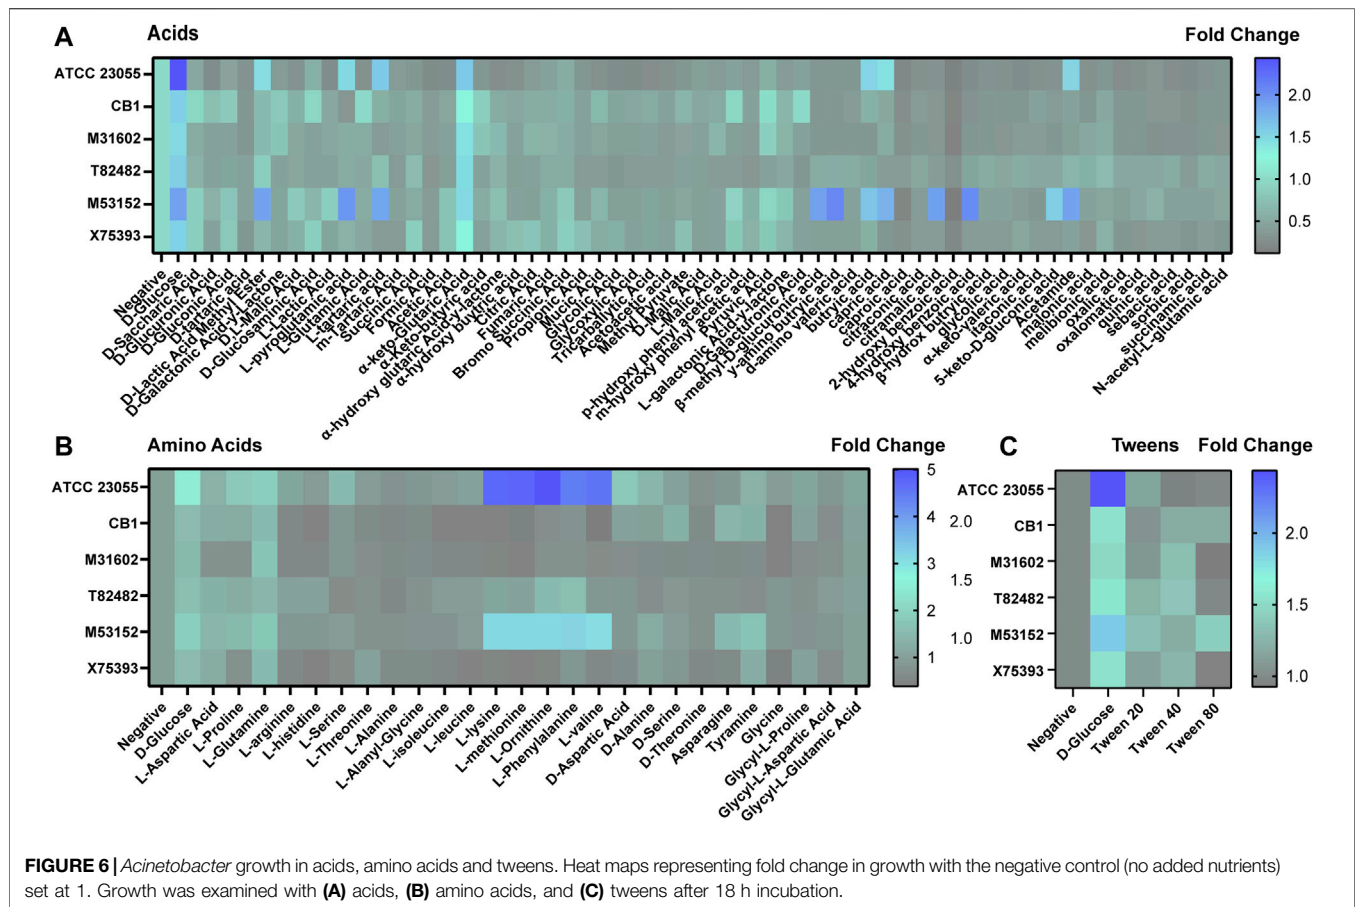 A Acids Fold Change
ATCC 23055
CB1
M31602
T82482
M53152
X75393
2.0
1.5
1.0
0.5
Negative
D-Glucose
D-Saccharic Acid
D-Glucuronic Acid
D-Gluconic Acid
D-tartaric acid
D-Lactic Acid Methyl Ester
D-Galactonic Acid Lactone
D,L-Malic Acid
D-Glucosaminic Acid
L-Lactic Acid
L-pyroglutamic acid
L-Glutamic Acid
L-tartaric acid
m-Tartaric Acid
Succinic Acid
Formic Acid
Acetic Acid
α-keto-Glutaric Acid
α-Keto-butyric acid
α-hydroxy glutaric Acid-y-lactone
α-hydroxy butyric acid
Citric Acid
Fumaric Acid
Bromo Succinic Acid
Propionic Acid
Mucic Acid
Glycolic Acid
Glyoxylic Acid
Tricarballylic Acid
Acetoacetic acid
Methyl Pyruvate
D-Malic Acid
L-Malic Acid
p-hydroxy phenyl acetic acid
m-hydroxy pheny acetic acid
Pyruvic Acid
L-galactonic Acid-y-lactone
D-Galacturonic Acid
β-methyl-D-glucuronic acid
y-amino butyric acid
d-amino valeric acid
butyric acid
capric acid
caproic acid
citraconic acid
citramalic acid
2-hydroxy benzoic acid
4-hydroxy benzoic acid
β-hydrox butyric acid
glycolic acid
α-keto-valeric acid
itaconic acid
5-keto-D-gluconic acid
Acetic acid
Acetamide
melibionic acid
oxalic acid
oxalomatic acid
quinic acid
sebacic acid
sorbic acid
succinamic acid
N-acetyl-L-glutamic acid
B Amino Acids Fold Change
ATCC 23055
CB1
M31602
T82482
M53152
X75393
5
4
3
2
1
2.0
1.5
1.0
Negative
D-Glucose
L-Aspartic Acid
L-Proline
L-Glutamine
L-arginine
L-histidine
L-Serine
L-Threonine
L-Alanine
L-Alanyl-Glycine
L-isoleucine
L-leucine
L-lysine
L-methionine
L-Ornithine
L-Phenylalanine
L-valine
D-Aspartic Acid
D-Alanine
D-Serine
D-Theronine
Asparagine
Tyramine
Glycine
Glycyl-L-Proline
Glycyl-L-Aspartic Acid
Glycyl-L-Glutamic Acid
C Tweens Fold Change
ATCC 23055
CB1
M31602
T82482
M53152
X75393
2.0
1.5
1.0
Negative
D-Glucose
Tween 20
Tween 40
Tween 80
FIGURE 6 | Acinetobacter growth in acids, amino acids and tweens. Heat maps representing fold change in growth with the negative control (no added nutrients)
set at 1. Growth was examined with (A) acids, (B) amino acids, and (C) tweens after 18 h incubation.